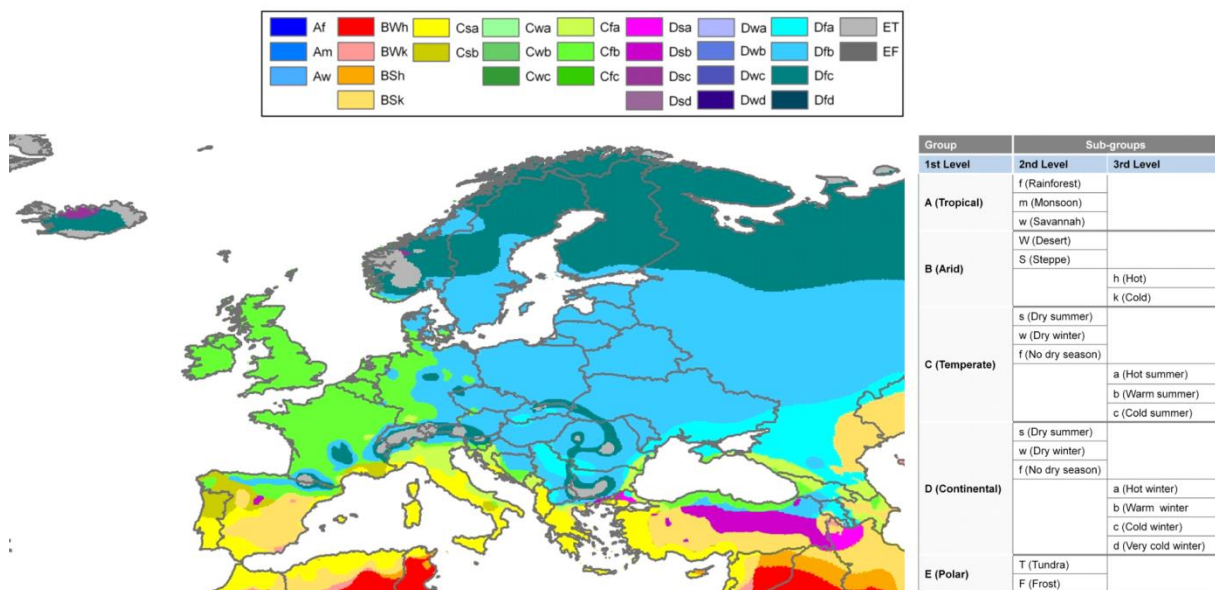 Af BWh Csa Cwa Cfa Dsa Dwa Dfa ET
Am BWk Csb Cwb Cfb Dsb Dwb Dfb EF
Aw BSh Cwc Cfc Dsc Dwc Dfc
BSk Dsd Dwd Dfd
Group Sub-groups
1st Level 2nd Level 3rd Level
A (Tropical)
f (Rainforest)
m (Monsoon)
w (Savannah)
B (Arid)
W (Desert)
S (Steppe)
h (Hot)
k (Cold)
C (Temperate)
s (Dry summer)
w (Dry winter)
f (No dry season)
a (Hot summer)
b (Warm summer)
c (Cold summer)
D (Continental)
s (Dry summer)
w (Dry winter)
f (No dry season)
a (Hot winter)
b (Warm winter
c (Cold winter)
d (Very cold winter)
E (Polar)
T (Tundra)
F (Frost)